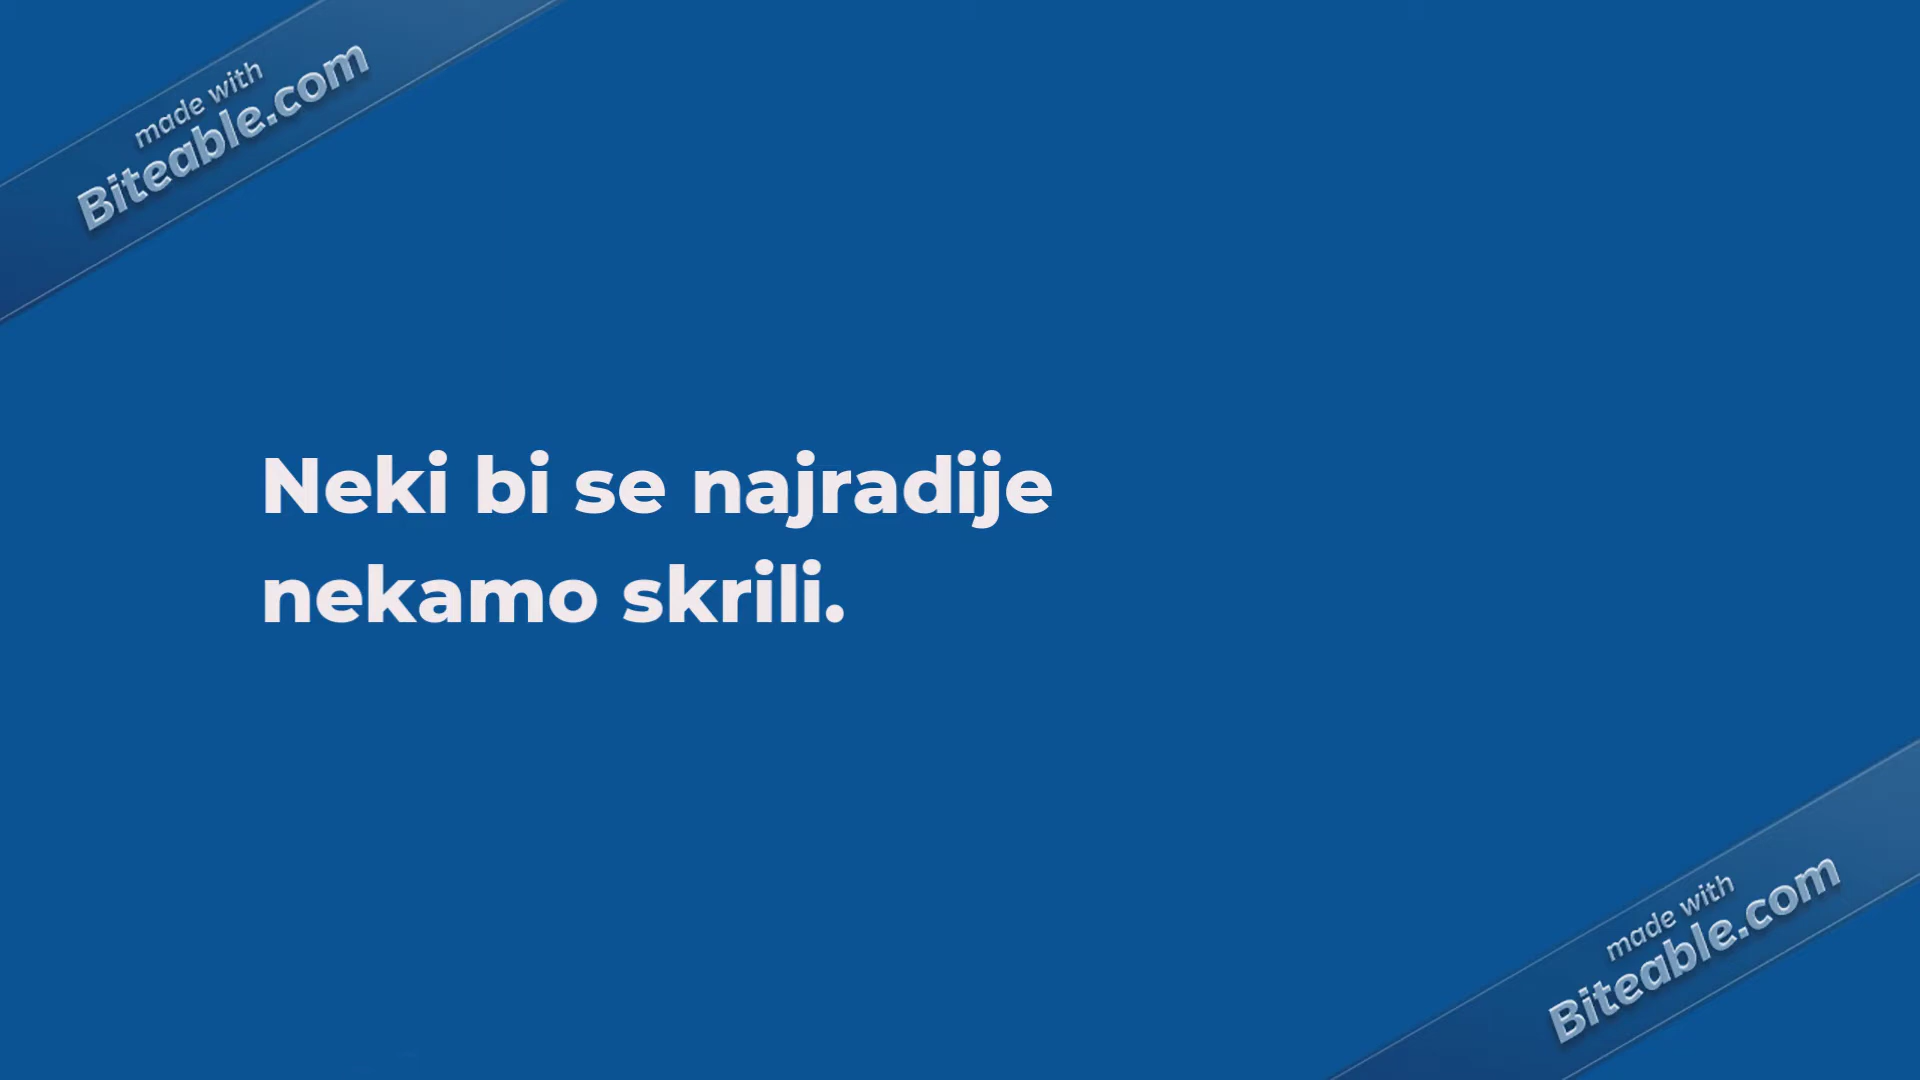 made with
Biteable.com
Neki bi se najradije
nekamo skrili.
made with
Biteable.com